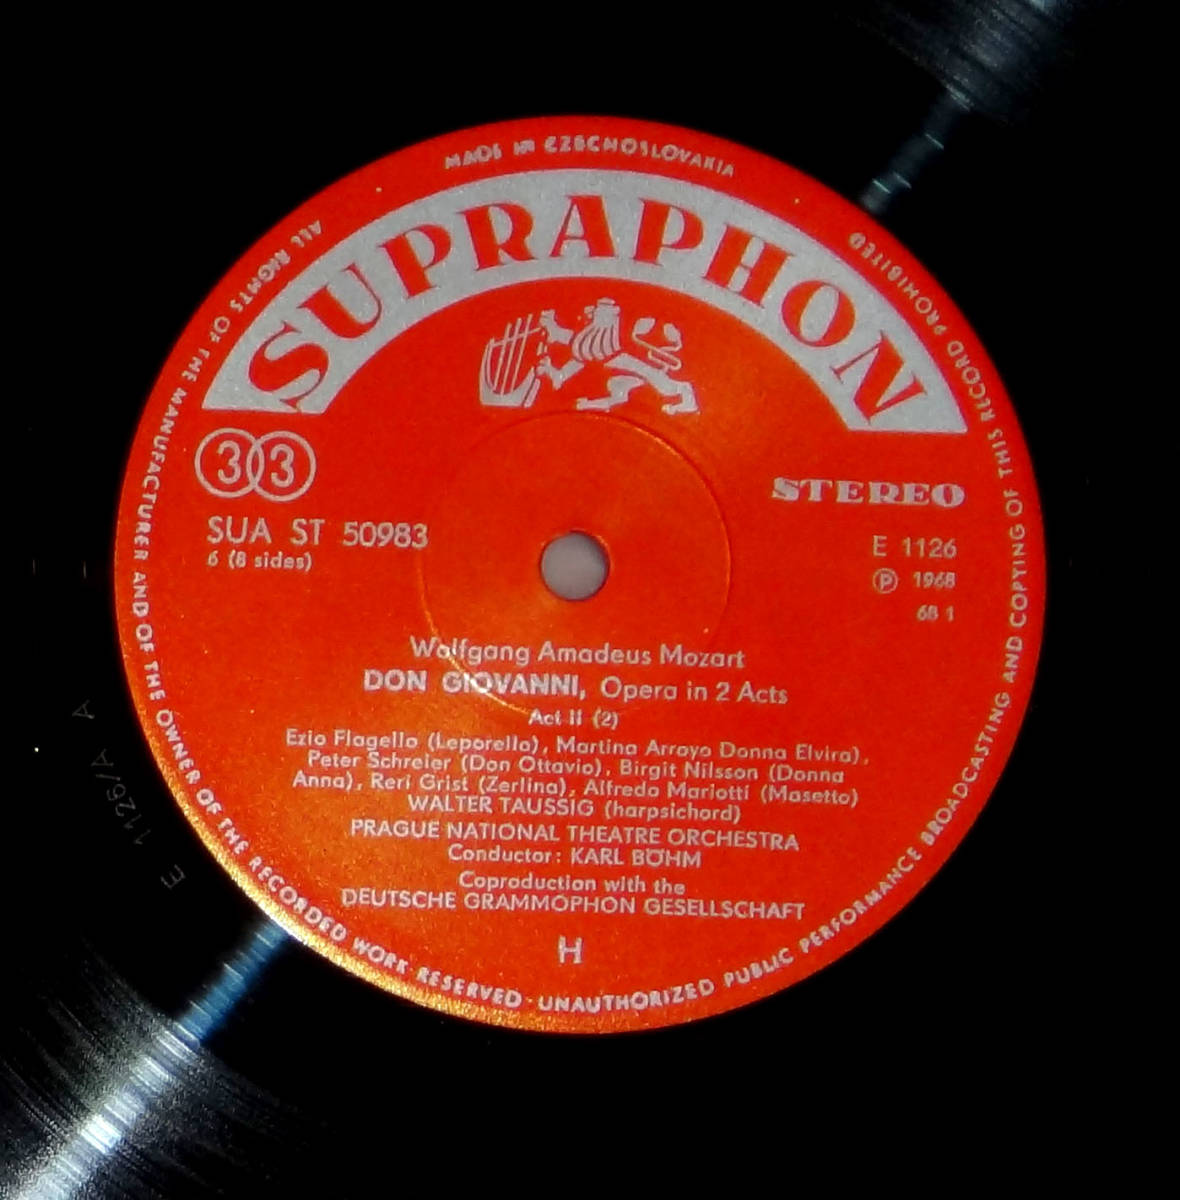 MADE IN CZECHOSLOVAKIA
ALL RIGHTS OF THE MANUFACTURER AND OF THE OWNER OF THE RECORDED WORK RESERVED · UNAUTHORIZED PUBLIC PERFORMANCE BROADCASTING AND COPYING OF THIS RECORD PROHIBITED
SUPRAPHON
33
STEREO
SUA ST 50983
6 (8 sides)
E 1126
Ⓟ 1968
68 1
Wolfgang Amadeus Mozart
DON GIOVANNI, Opera in 2 Acts
Act II (2)
Ezio Flagello (Leporello), Martina Arroyo Donna Elvira),
Peter Schreier (Don Ottavio), Birgit Nilsson (Donna
Anna), Reri Grist (Zerlina), Alfredo Mariotti (Masetto)
WALTER TAUSSIG (harpsichord)
PRAGUE NATIONAL THEATRE ORCHESTRA
Conductor: KARL BÖHM
Coproduction with the
DEUTSCHE GRAMMOPHON GESELLSCHAFT
H
E 1126/A A